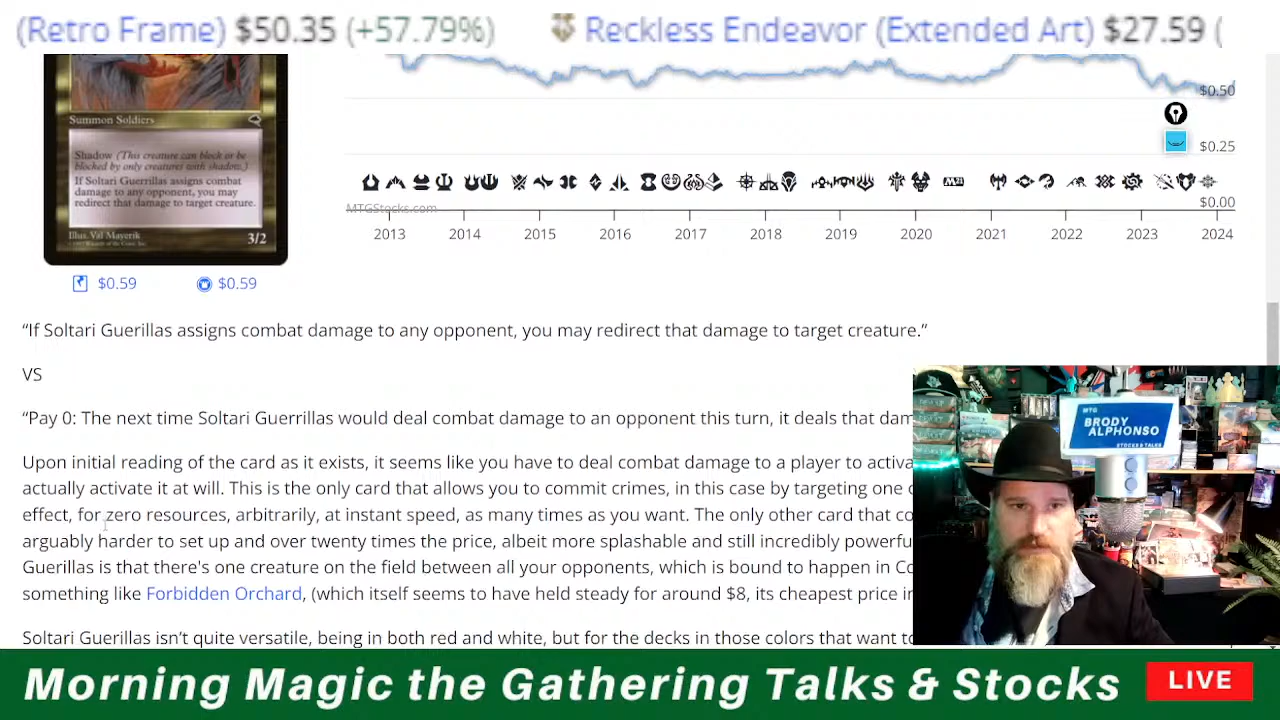 (Retro Frame) $50.35 (+57.79%) Reckless Endeavor (Extended Art) $27.59 (
Summon Soldiers
Shadow (This creature can block or be
blocked by only creatures with shadow.)
If Soltari Guerrillas assigns combat
damage to any opponent, you may
redirect that damage to target creature.
Illus. Val Mayerik
3/2
$0.59 $0.59
$0.50
$0.25
$0.00
MTGStocks.com
2013 2014 2015 2016 2017 2018 2019 2020 2021 2022 2023 2024
“If Soltari Guerillas assigns combat damage to any opponent, you may redirect that damage to target creature.”
VS
“Pay 0: The next time Soltari Guerrillas would deal combat damage to an opponent this turn, it deals that dam
Upon initial reading of the card as it exists, it seems like you have to deal combat damage to a player to activa
actually activate it at will. This is the only card that allows you to commit crimes, in this case by targeting one
effect, for zero resources, arbitrarily, at instant speed, as many times as you want. The only other card that co
arguably harder to set up and over twenty times the price, albeit more splashable and still incredibly powerfu
Guerillas is that there's one creature on the field between all your opponents, which is bound to happen in Co
something like Forbidden Orchard, (which itself seems to have held steady for around $8, its cheapest price in
Soltari Guerillas isn’t quite versatile, being in both red and white, but for the decks in those colors that want to
MTG
BRODY
ALPHONSO
STOCKS & TALKS
Morning Magic the Gathering Talks & Stocks
LIVE